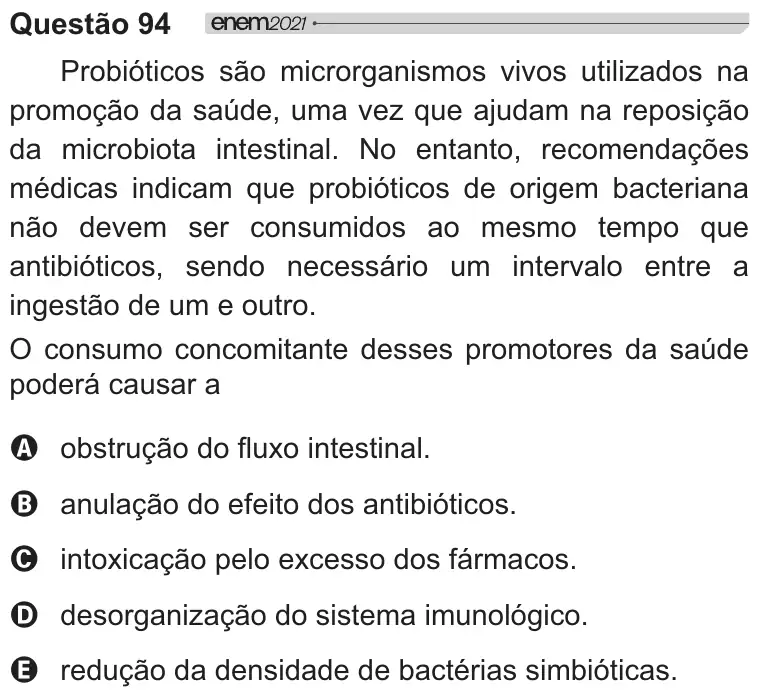 Questão 94 enem2021
Probióticos são microrganismos vivos utilizados na
promoção da saúde, uma vez que ajudam na reposição
da microbiota intestinal. No entanto, recomendações
médicas indicam que probióticos de origem bacteriana
não devem ser consumidos ao mesmo tempo que
antibióticos, sendo necessário um intervalo entre a
ingestão de um e outro.
O consumo concomitante desses promotores da saúde
poderá causar a
A obstrução do fluxo intestinal.
B anulação do efeito dos antibióticos.
C intoxicação pelo excesso dos fármacos.
D desorganização do sistema imunológico.
E redução da densidade de bactérias simbióticas.